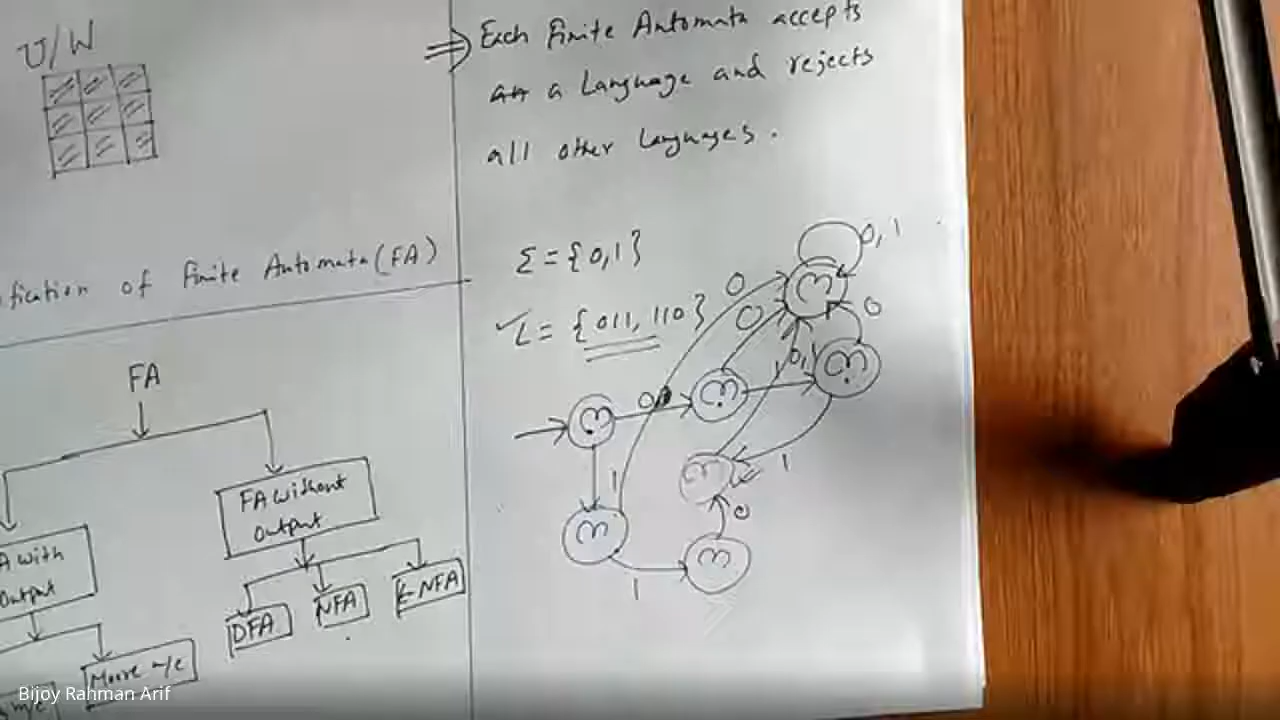 U/W
Each Finite Automata accepts
a Language and rejects
all other Languages.
Σ = {0,1}
L = {011, 110}
of Finite Automata (FA)
FA
FA without
Output
with
Output
DFA
NFA
ε-NFA
Moore m/c
m/c
0,1
0
0
0
0,1
0
1
1
0
1
Bijoy Rahman Arif